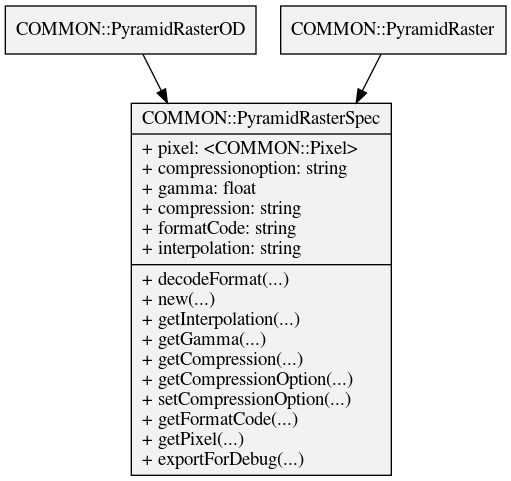 COMMON::PyramidRasterOD
COMMON::PyramidRaster
COMMON::PyramidRasterSpec
+ pixel: <COMMON::Pixel>
+ compressionoption: string
+ gamma: float
+ compression: string
+ formatCode: string
+ interpolation: string
+ decodeFormat(...)
+ new(...)
+ getInterpolation(...)
+ getGamma(...)
+ getCompression(...)
+ getCompressionOption(...)
+ setCompressionOption(...)
+ getFormatCode(...)
+ getPixel(...)
+ exportForDebug(...)